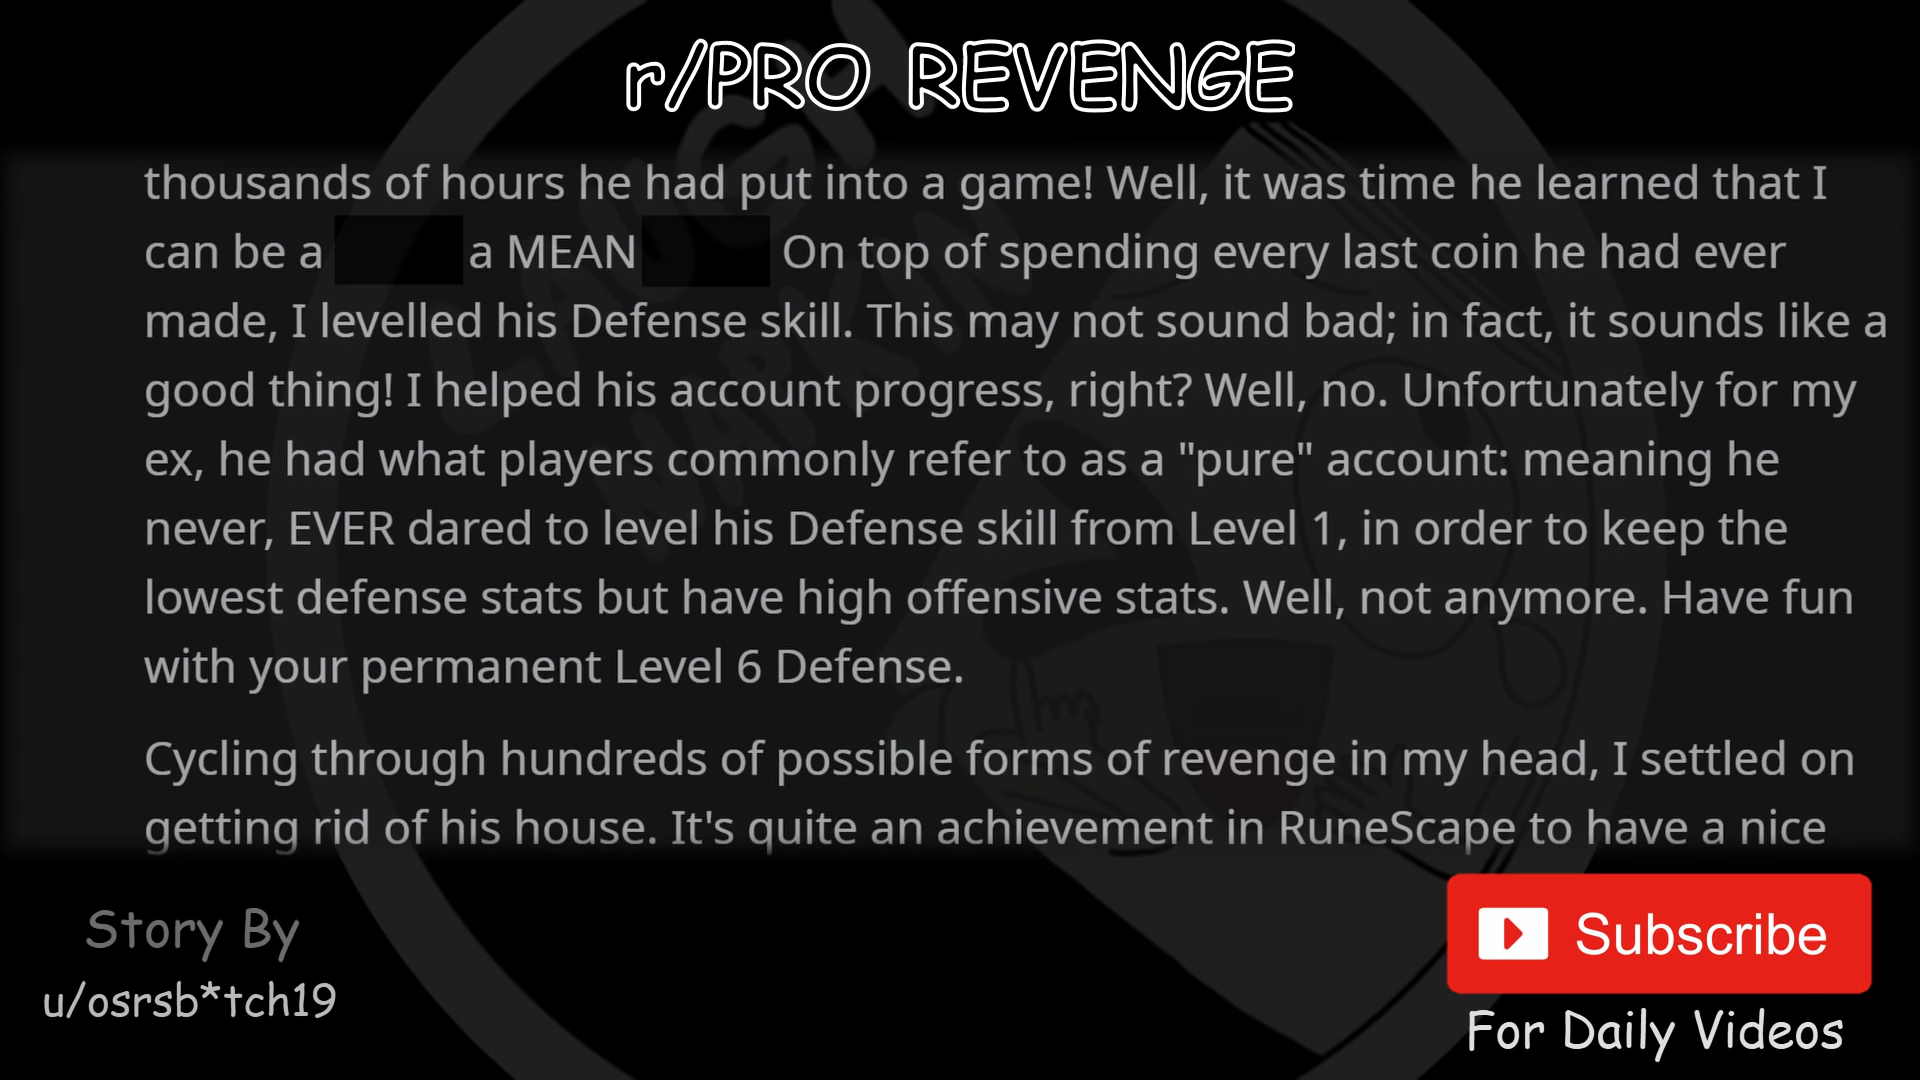 r/PRO REVENGE
thousands of hours he had put into a game! Well, it was time he learned that I
can be a a MEAN On top of spending every last coin he had ever
made, I levelled his Defense skill. This may not sound bad; in fact, it sounds like a
good thing! I helped his account progress, right? Well, no. Unfortunately for my
ex, he had what players commonly refer to as a "pure" account: meaning he
never, EVER dared to level his Defense skill from Level 1, in order to keep the
lowest defense stats but have high offensive stats. Well, not anymore. Have fun
with your permanent Level 6 Defense.
Cycling through hundreds of possible forms of revenge in my head, I settled on
getting rid of his house. It's quite an achievement in RuneScape to have a nice
LAUGH
NAPKIN
Story By
u/osrsb*tch19
Subscribe
For Daily Videos